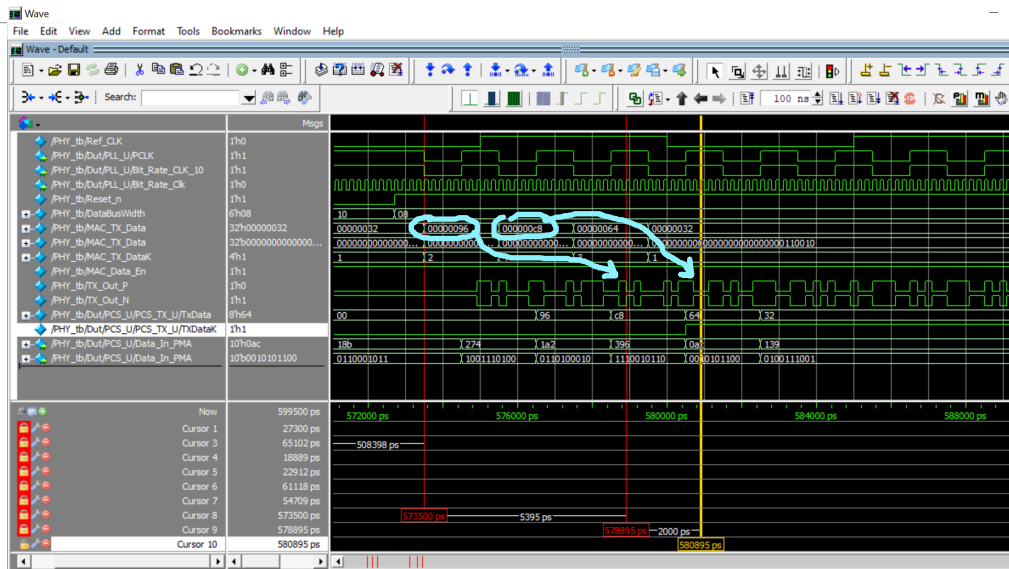 Wave
File Edit View Add Format Tools Bookmarks Window Help
Wave - Default
Search:
100 ns
Msgs
/PHY_tb/Ref_CLK 1'h0
/PHY_tb/Dut/PLL_U/PCLK 1'h1
/PHY_tb/Dut/PLL_U/Bit_Rate_CLK_10 1'h1
/PHY_tb/Dut/PLL_U/Bit_Rate_Clk 1'h0
/PHY_tb/Reset_n 1'h1
/PHY_tb/DataBusWidth 6'h08 10 08
/PHY_tb/MAC_TX_Data 32'h00000032 00000032 00000096 000000c8 00000064 00000032
/PHY_tb/MAC_TX_Data 32'b0000000000000... 00000000000000...
/PHY_tb/MAC_TX_DataK 4'h1 1 2 1
/PHY_tb/MAC_Data_En 1'h1
/PHY_tb/TX_Out_P 1'h0
/PHY_tb/TX_Out_N 1'h1
/PHY_tb/Dut/PCS_U/PCS_TX_U/TxData 8'h64 00 96 c8 64 32
/PHY_tb/Dut/PCS_U/PCS_TX_U/TXDataK 1'h1
/PHY_tb/Dut/PCS_U/Data_In_PMA 10'h0ac 18b 274 1a2 396 139
/PHY_tb/Dut/PCS_U/Data_In_PMA 10'b0010101100 0110001011 1001110100 0110100010 1110010110 0100111001
Now 599500 ps 572000 ps 576000 ps 580000 ps 584000 ps 588000 ps
Cursor 1 27300 ps
Cursor 3 65102 ps 508398 ps
Cursor 4 18889 ps
Cursor 5 22912 ps
Cursor 6 61118 ps
Cursor 7 54709 ps
Cursor 8 573500 ps 573500 ps 5395 ps
Cursor 9 578895 ps 578895 ps 2000 ps
Cursor 10 580895 ps 580895 ps